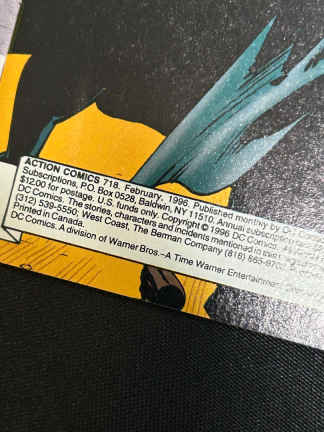 ACTION COMICS 718. February, 1996. Published monthly by D
Subscriptions, P.O. Box 0528, Baldwin, NY 11510. Annual subscrip
$12.00 for postage. U.S. funds only. Copyright © 1996 DC Comics.
DC Comics. The stories, characters and incidents mentioned in
(312) 539-5550; West Coast, The Berman Company (818)
Printed in Canada.
DC Comics. A division of Warner Bros.–A Time Warner Entertainment